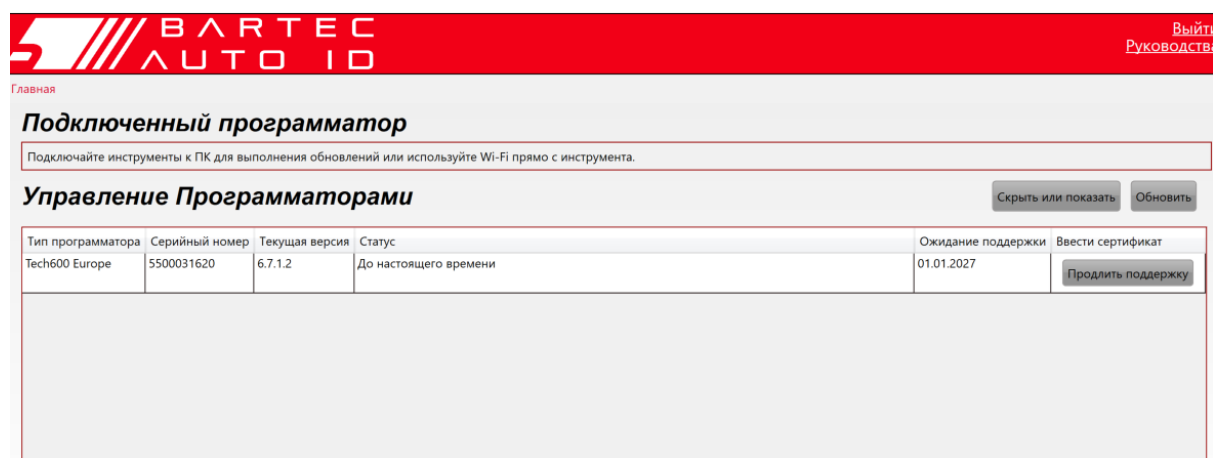 BARTEC
AUTO ID
Выйти
Руководства
Главная
Подключенный программатор
Подключайте инструменты к ПК для выполнения обновлений или используйте Wi-Fi прямо с инструмента.
Управление Программаторами
Скрыть или показать Обновить
Тип программатора Серийный номер Текущая версия Статус Ожидание поддержки Ввести сертификат
Tech600 Europe 5500031620 6.7.1.2 До настоящего времени 01.01.2027 Продлить поддержку